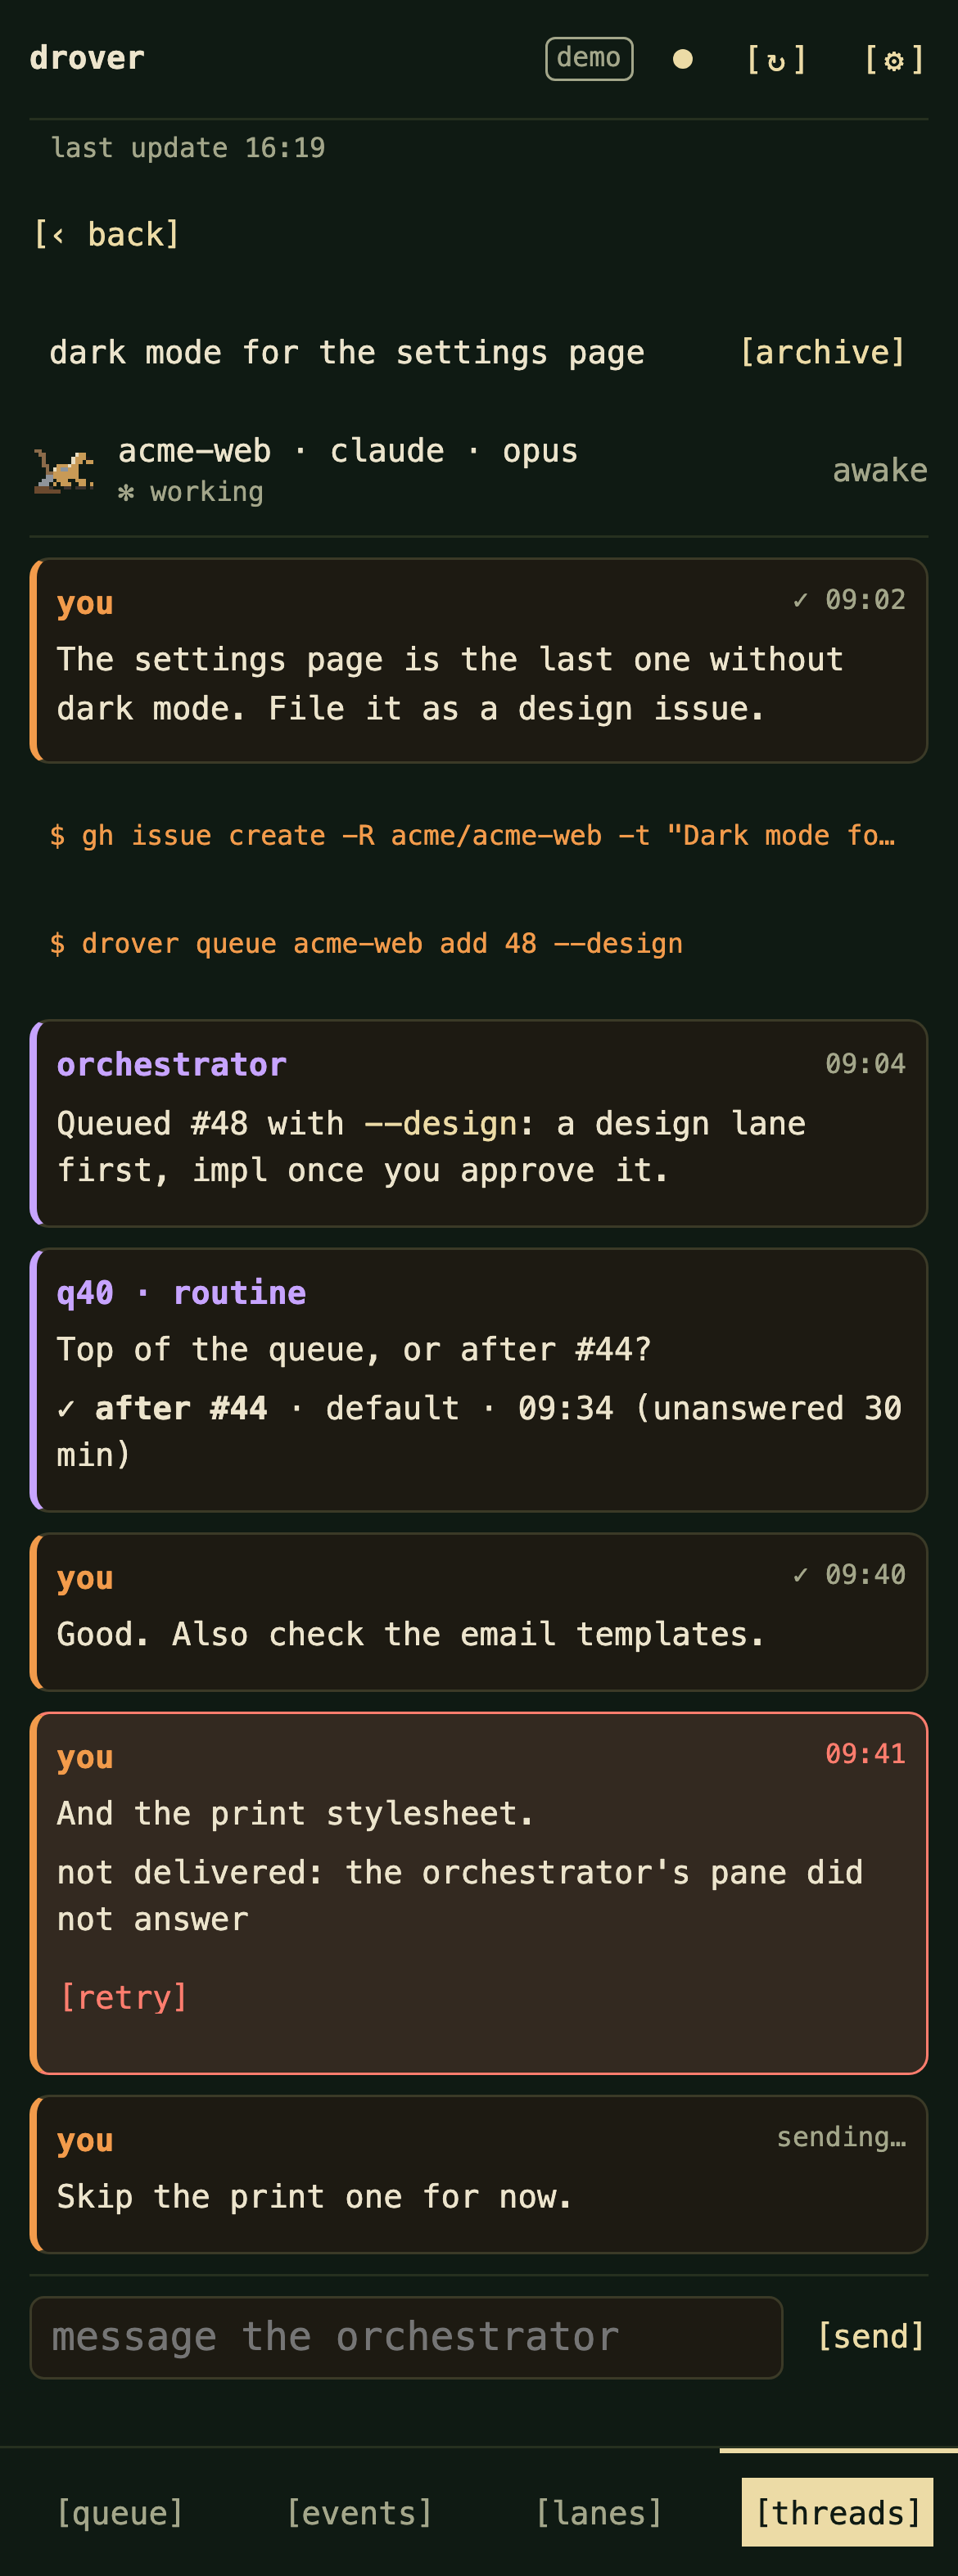 drover
demo ● [↻] [⚙]
last update 16:19
[‹ back]
dark mode for the settings page [archive]
acme-web · claude · opus
✻ working
awake
you ✓ 09:02
The settings page is the last one without
dark mode. File it as a design issue.
$ gh issue create -R acme/acme-web -t "Dark mode fo…
$ drover queue acme-web add 48 --design
orchestrator 09:04
Queued #48 with --design: a design lane
first, impl once you approve it.
q40 · routine
Top of the queue, or after #44?
✓ after #44 · default · 09:34 (unanswered 30
min)
you ✓ 09:40
Good. Also check the email templates.
you 09:41
And the print stylesheet.
not delivered: the orchestrator's pane did
not answer
[retry]
you sending…
Skip the print one for now.
message the orchestrator [send]
[queue] [events] [lanes] [threads]